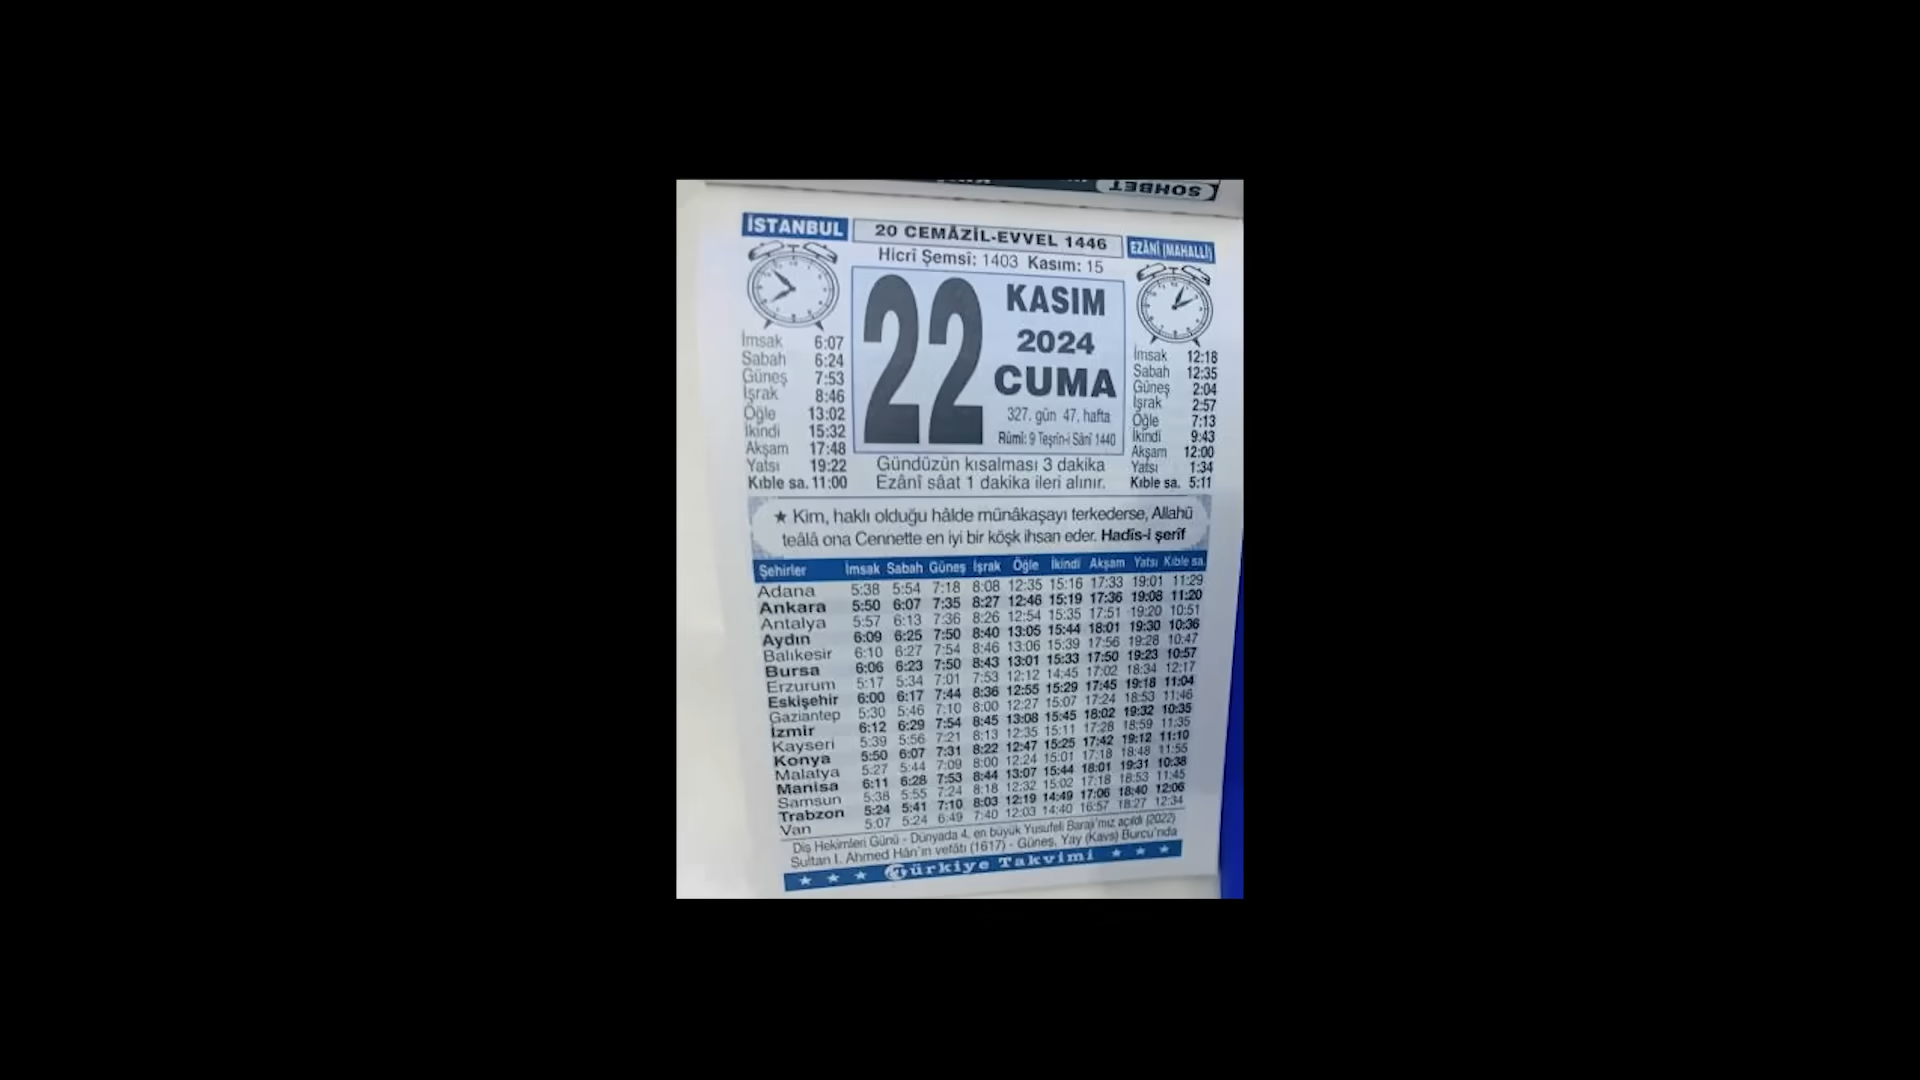 SOHBET
İSTANBUL
20 CEMÂZİL-EVVEL 1446
EZÂNÎ (MAHALLÎ)
Hicrî Şemsî: 1403 Kasım: 15
22
KASIM
2024
CUMA
327. gün 47. hafta
Rûmî: 9 Teşrîn-i Sânî 1440
İmsak 6:07
Sabah 6:24
Güneş 7:53
İşrak 8:46
Öğle 13:02
İkindi 15:32
Akşam 17:48
Yatsı 19:22
Kıble sa. 11:00
İmsak 12:18
Sabah 12:35
Güneş 2:04
İşrak 2:57
Öğle 7:13
İkindi 9:43
Akşam 12:00
Yatsı 1:34
Kıble sa. 5:11
Gündüzün kısalması 3 dakika
Ezânî sâat 1 dakika ileri alınır.
★ Kim, haklı olduğu hâlde münâkaşayı terkederse, Allahü
teâlâ ona Cennette en iyi bir köşk ihsan eder. Hadîs-i şerîf
Şehirler İmsak Sabah Güneş İşrak Öğle İkindi Akşam Yatsı Kıble sa.
Adana 5:38 5:54 7:18 8:08 12:35 15:16 17:33 19:01 11:29
Ankara 5:50 6:07 7:35 8:27 12:46 15:19 17:36 19:08 11:20
Antalya 5:57 6:13 7:36 8:26 12:54 15:35 17:51 19:20 10:51
Aydın 6:09 6:25 7:50 8:40 13:05 15:44 18:01 19:30 10:36
Balıkesir 6:10 6:27 7:54 8:46 13:06 15:39 17:56 19:28 10:47
Bursa 6:06 6:23 7:50 8:43 13:01 15:33 17:50 19:23 10:57
Erzurum 5:17 5:34 7:01 7:53 12:12 14:45 17:02 18:34 12:17
Eskişehir 6:00 6:17 7:44 8:36 12:55 15:29 17:45 19:18 11:04
Gaziantep 5:30 5:46 7:10 8:00 12:27 15:07 17:24 18:53 11:46
İzmir 6:12 6:29 7:54 8:45 13:08 15:45 18:02 19:32 10:35
Kayseri 5:39 5:56 7:21 8:13 12:35 15:11 17:28 18:59 11:35
Konya 5:50 6:07 7:31 8:22 12:47 15:25 17:42 19:12 11:10
Malatya 5:27 5:44 7:09 8:00 12:24 15:01 17:18 18:48 11:55
Manisa 6:11 6:28 7:53 8:44 13:07 15:44 18:01 19:31 10:38
Samsun 5:38 5:55 7:24 8:18 12:32 15:02 17:18 18:53 11:45
Trabzon 5:24 5:41 7:10 8:03 12:19 14:49 17:06 18:40 12:06
Van 5:07 5:24 6:49 7:40 12:03 14:40 16:57 18:27 12:34
Diş Hekimleri Günü - Dünyada 4. en büyük Yusufeli Barajı'mız açıldı (2022)
Sultan I. Ahmed Hân'ın vefâtı (1617) - Güneş, Yay (Kavs) Burcu'nda
★ ★ ★ Türkiye Takvimi ★ ★ ★